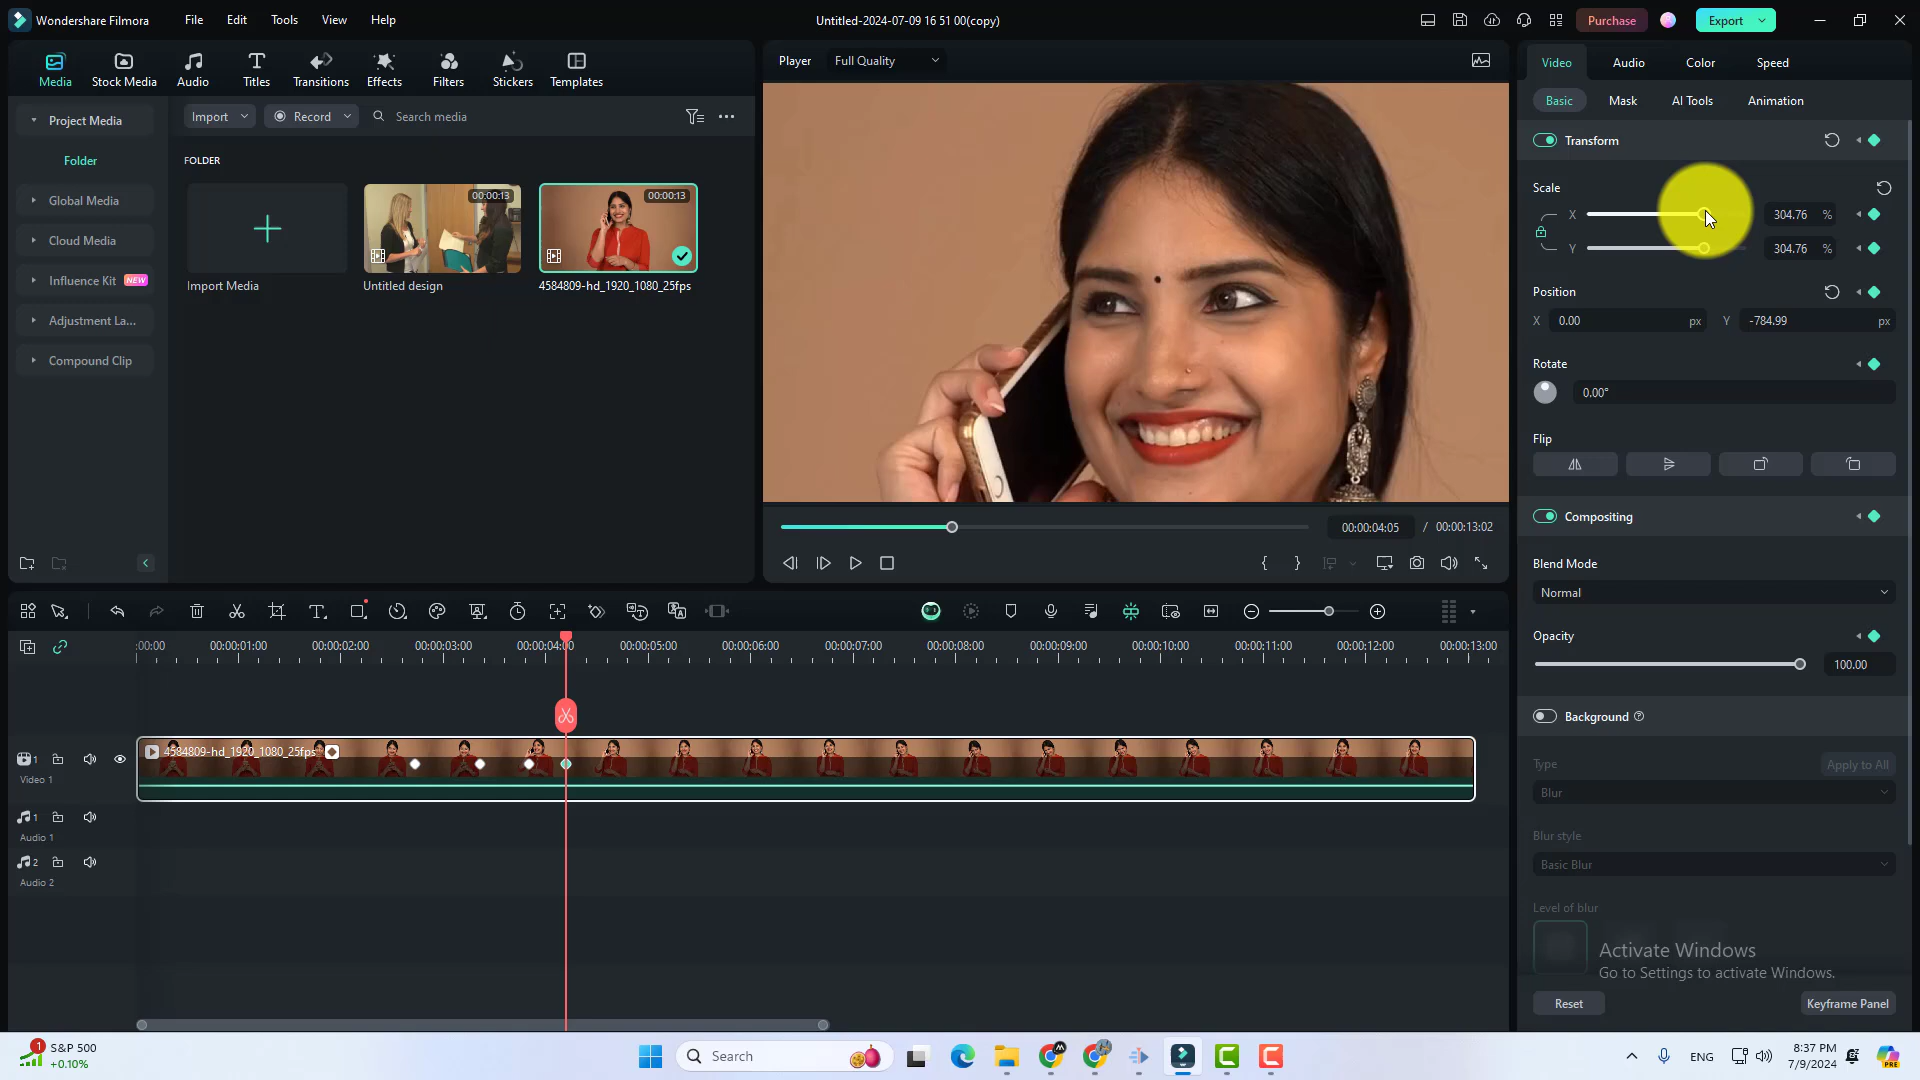 Wondershare Filmora
File
Edit
Tools
View
Help
Untitled-2024-07-09 16 51 00(copy)
Purchase
Export
Media
Stock Media
Audio
Titles
Transitions
Effects
Filters
Stickers
Templates
Player
Full Quality
Video
Audio
Color
Speed
Basic
Mask
AI Tools
Animation
Project Media
Import
Record
Search media
Folder
FOLDER
Global Media
Cloud Media
Influence Kit NEW
Adjustment La...
Compound Clip
00:00:13
00:00:13
Import Media
Untitled design
4584809-hd_1920_1080_25fps
Transform
Scale
X 304.76 %
Y 304.76 %
Position
X 0.00 px Y -784.99 px
Rotate
0.00°
Flip
Compositing
Blend Mode
Normal
Opacity
100.00
Background
Type
Apply to All
Blur
Blur style
Basic Blur
Level of blur
Activate Windows
Go to Settings to activate Windows.
Reset
Keyframe Panel
00:00:04:05 / 00:00:13:02
:00:00 00:00:01:00 00:00:02:00 00:00:03:00 00:00:04:00 00:00:05:00 00:00:06:00 00:00:07:00 00:00:08:00 00:00:09:00 00:00:10:00 00:00:11:00 00:00:12:00 00:00:13:00
4584809-hd_1920_1080_25fps
1
Video 1
1
Audio 1
2
Audio 2
1
S&P 500
+0.10%
Search
ENG
8:37 PM
7/9/2024
PRE